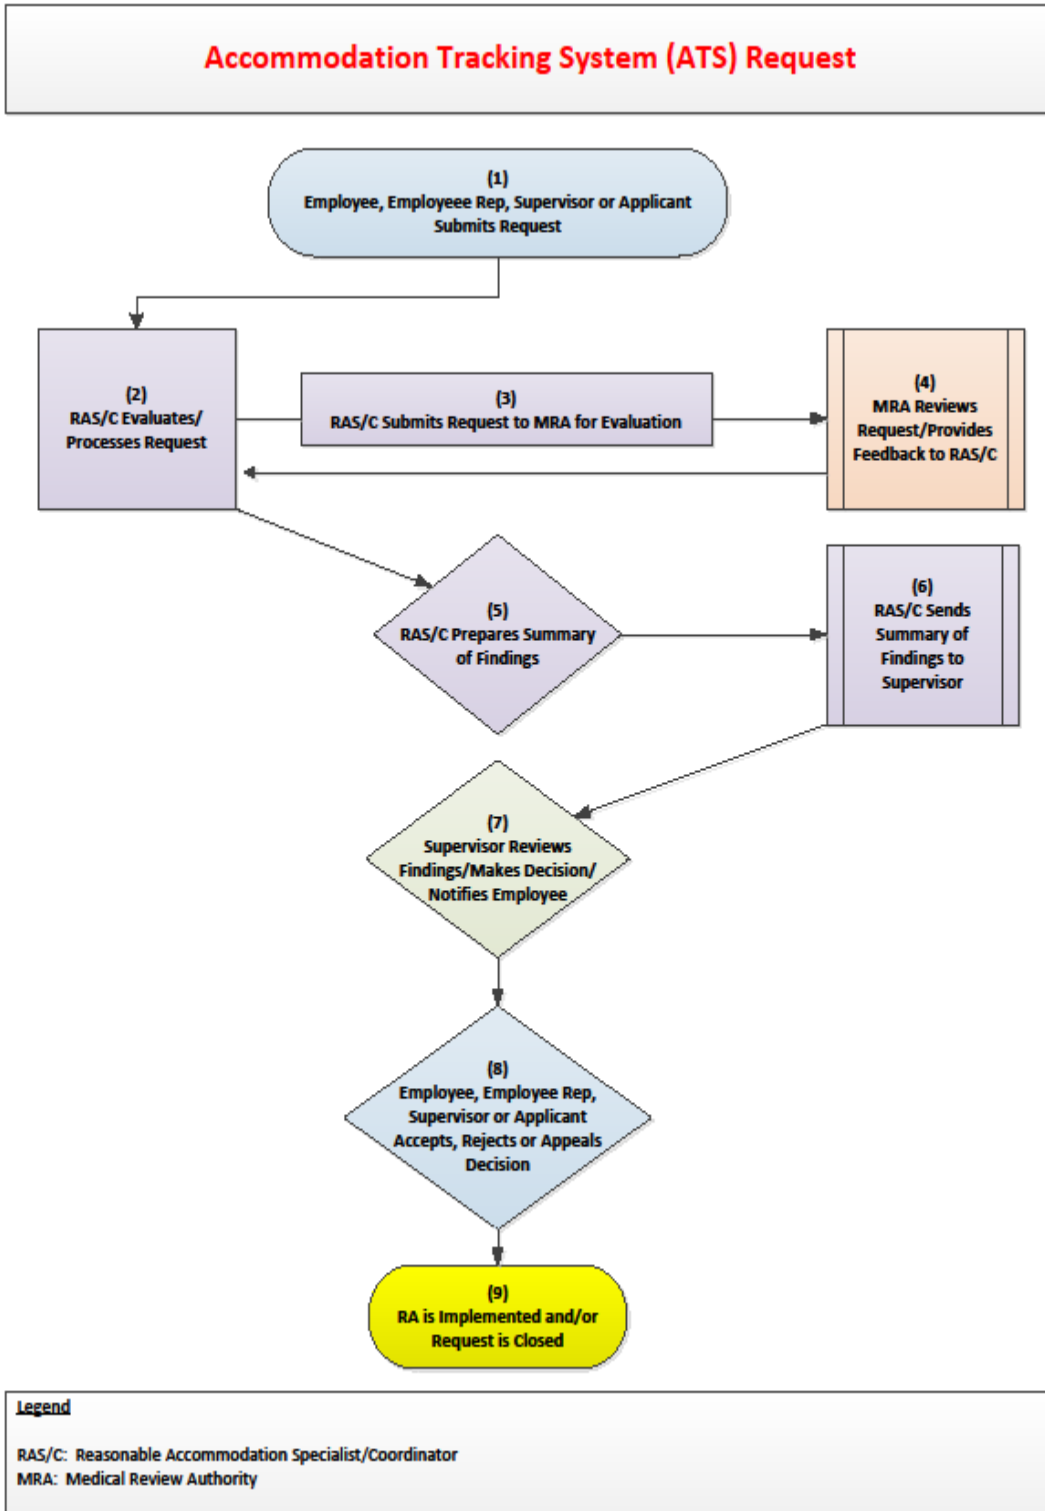 Accommodation Tracking System (ATS) Request
(1)
Employee, Employeee Rep, Supervisor or Applicant
Submits Request
(2)
RAS/C Evaluates/
Processes Request
(3)
RAS/C Submits Request to MRA for Evaluation
(4)
MRA Reviews
Request/Provides
Feedback to RAS/C
(5)
RAS/C Prepares Summary
of Findings
(6)
RAS/C Sends
Summary of
Findings to
Supervisor
(7)
Supervisor Reviews
Findings/Makes Decision/
Notifies Employee
(8)
Employee, Employee Rep,
Supervisor or Applicant
Accepts, Rejects or Appeals
Decision
(9)
RA is Implemented and/or
Request is Closed
Legend
RAS/C: Reasonable Accommodation Specialist/Coordinator
MRA: Medical Review Authority